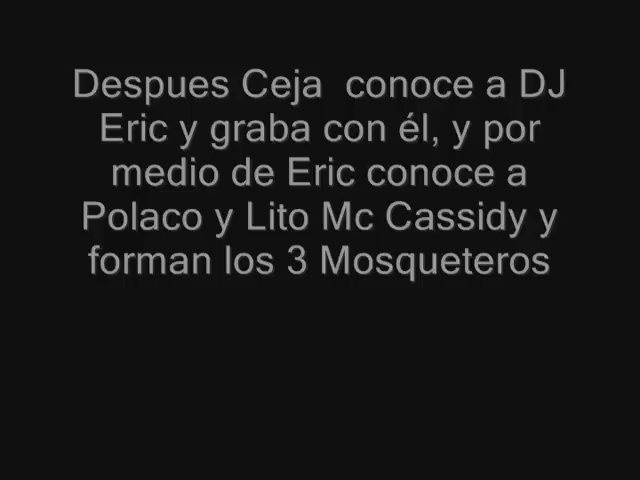 Despues Ceja  conoce a DJ
Eric y graba con él, y por
medio de Eric conoce a
Polaco y Lito Mc Cassidy y
forman los 3 Mosqueteros